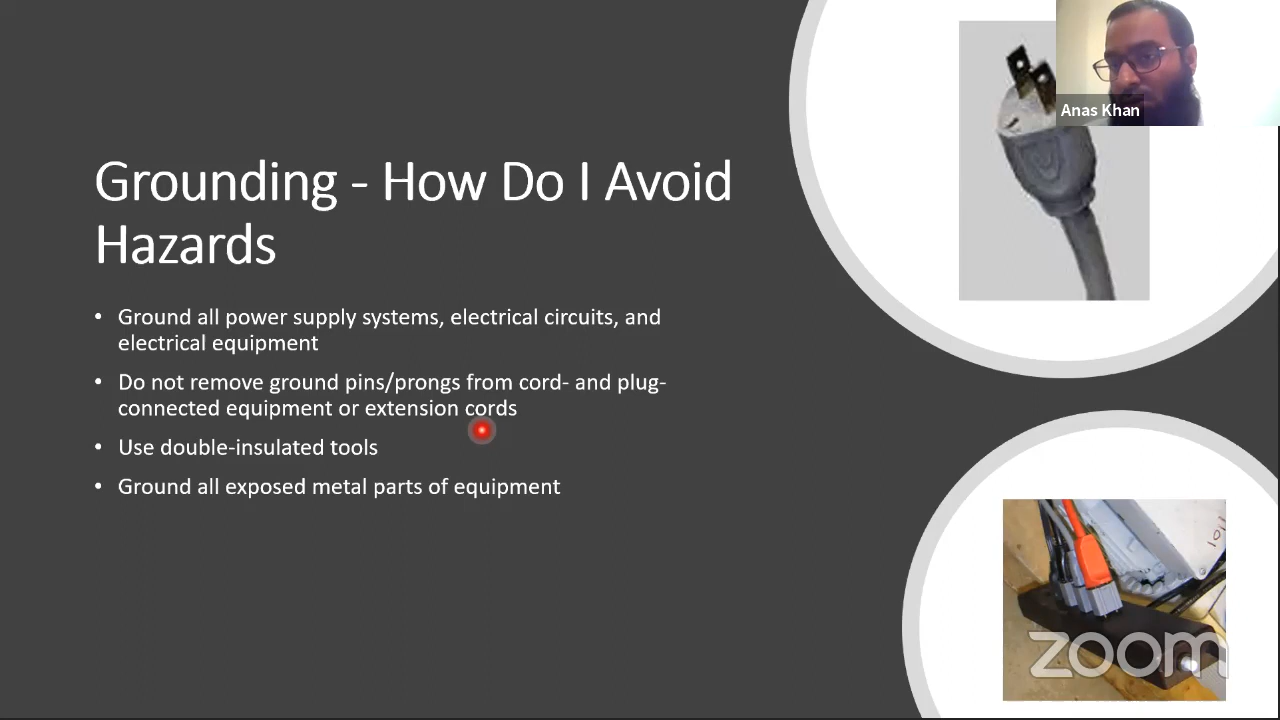 Anas Khan
Grounding - How Do I Avoid
Hazards
• Ground all power supply systems, electrical circuits, and
electrical equipment
• Do not remove ground pins/prongs from cord- and plug-
connected equipment or extension cords
• Use double-insulated tools
• Ground all exposed metal parts of equipment
zoom